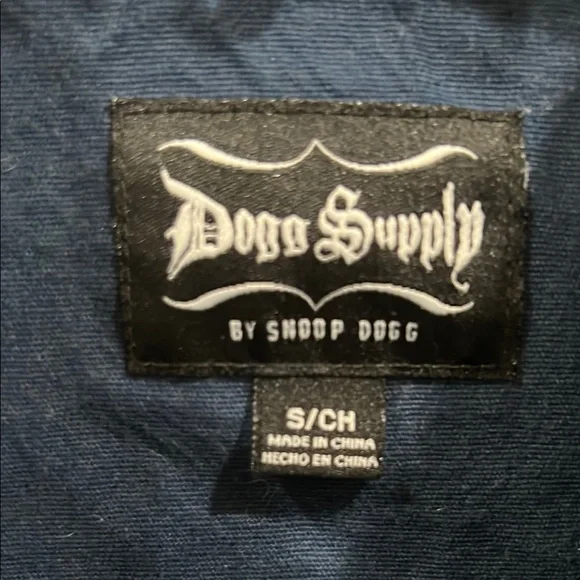 Dogg Supply
BY SNOOP DOGG
S/CH
MADE IN CHINA
HECHO EN CHINA